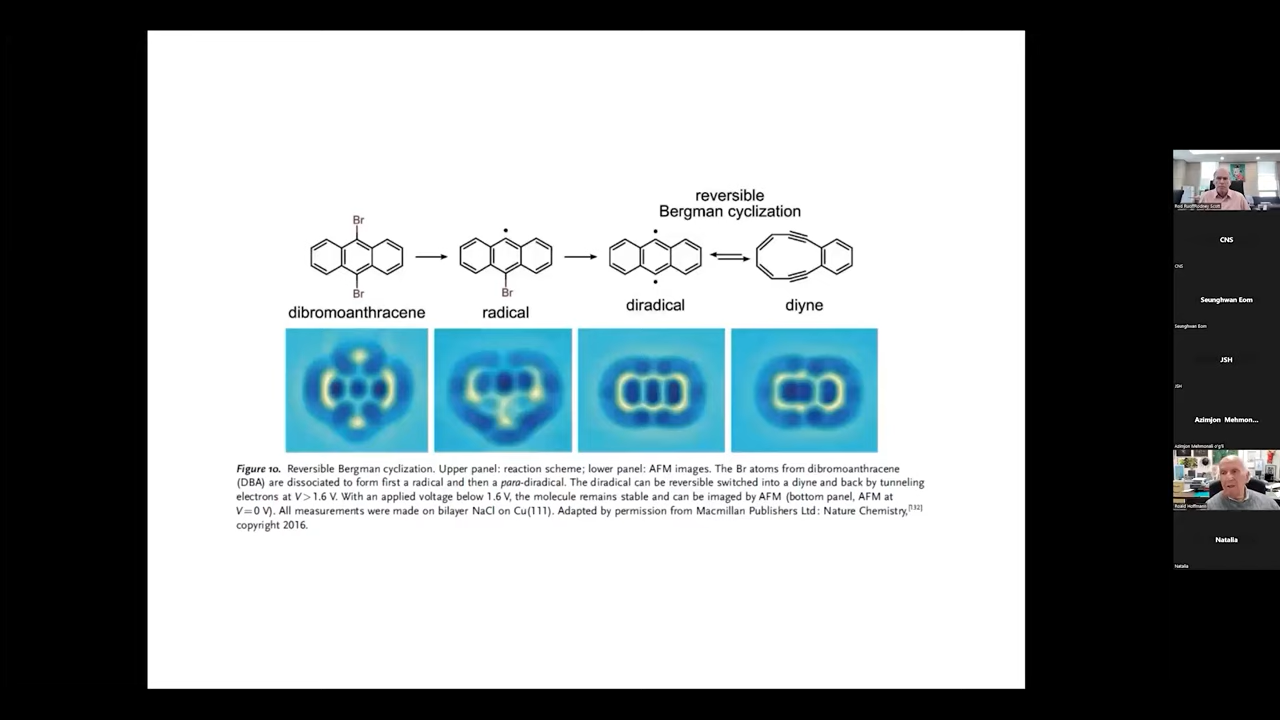 reversible
Bergman cyclization
Br
Br
Br
dibromoanthracene
radical
diradical
diyne
Figure 10. Reversible Bergman cyclization. Upper panel: reaction scheme; lower panel: AFM images. The Br atoms from dibromoanthracene
(DBA) are dissociated to form first a radical and then a para-diradical. The diradical can be reversible switched into a diyne and back by tunneling
electrons at V > 1.6 V. With an applied voltage below 1.6 V, the molecule remains stable and can be imaged by AFM (bottom panel, AFM at
V = 0 V). All measurements were made on bilayer NaCl on Cu(111). Adapted by permission from Macmillan Publishers Ltd: Nature Chemistry,[132]
copyright 2016.
CNS
CNS
Seunghwan Eom
Seunghwan Eom
JSH
JSH
Azimjon Mehmon...
Roald Hoffmann
Natalia
Natalia